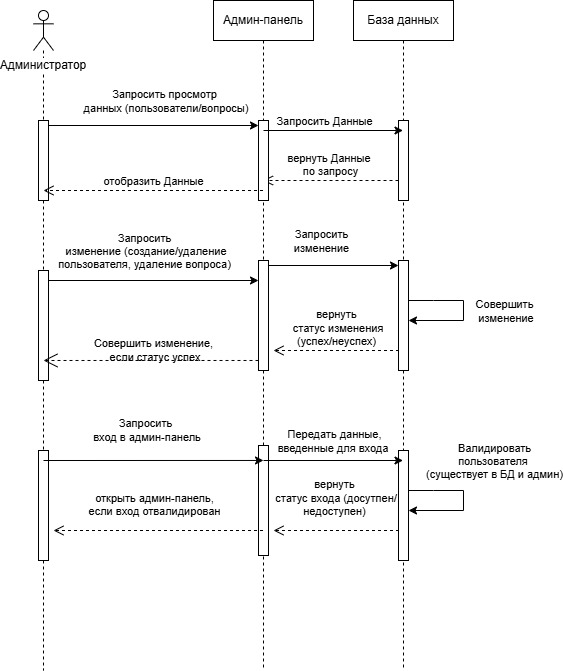 Админ-панель
База данных
Администратор
Запросить просмотр
данных (пользователи/вопросы)
Запросить Данные
вернуть Данные
по запросу
отобразить Данные
Запросить
изменение (создание/удаление
пользователя, удаление вопроса)
Запросить
изменение
Совершить
изменение
вернуть
статус изменения
(успех/неуспех)
Совершить изменение,
если статус успех
Запросить
вход в админ-панель
Передать данные,
введенные для входа
Валидировать
пользователя
(существует в БД и админ)
вернуть
статус входа (досутпен/
недоступен)
открыть админ-панель,
если вход отвалидирован